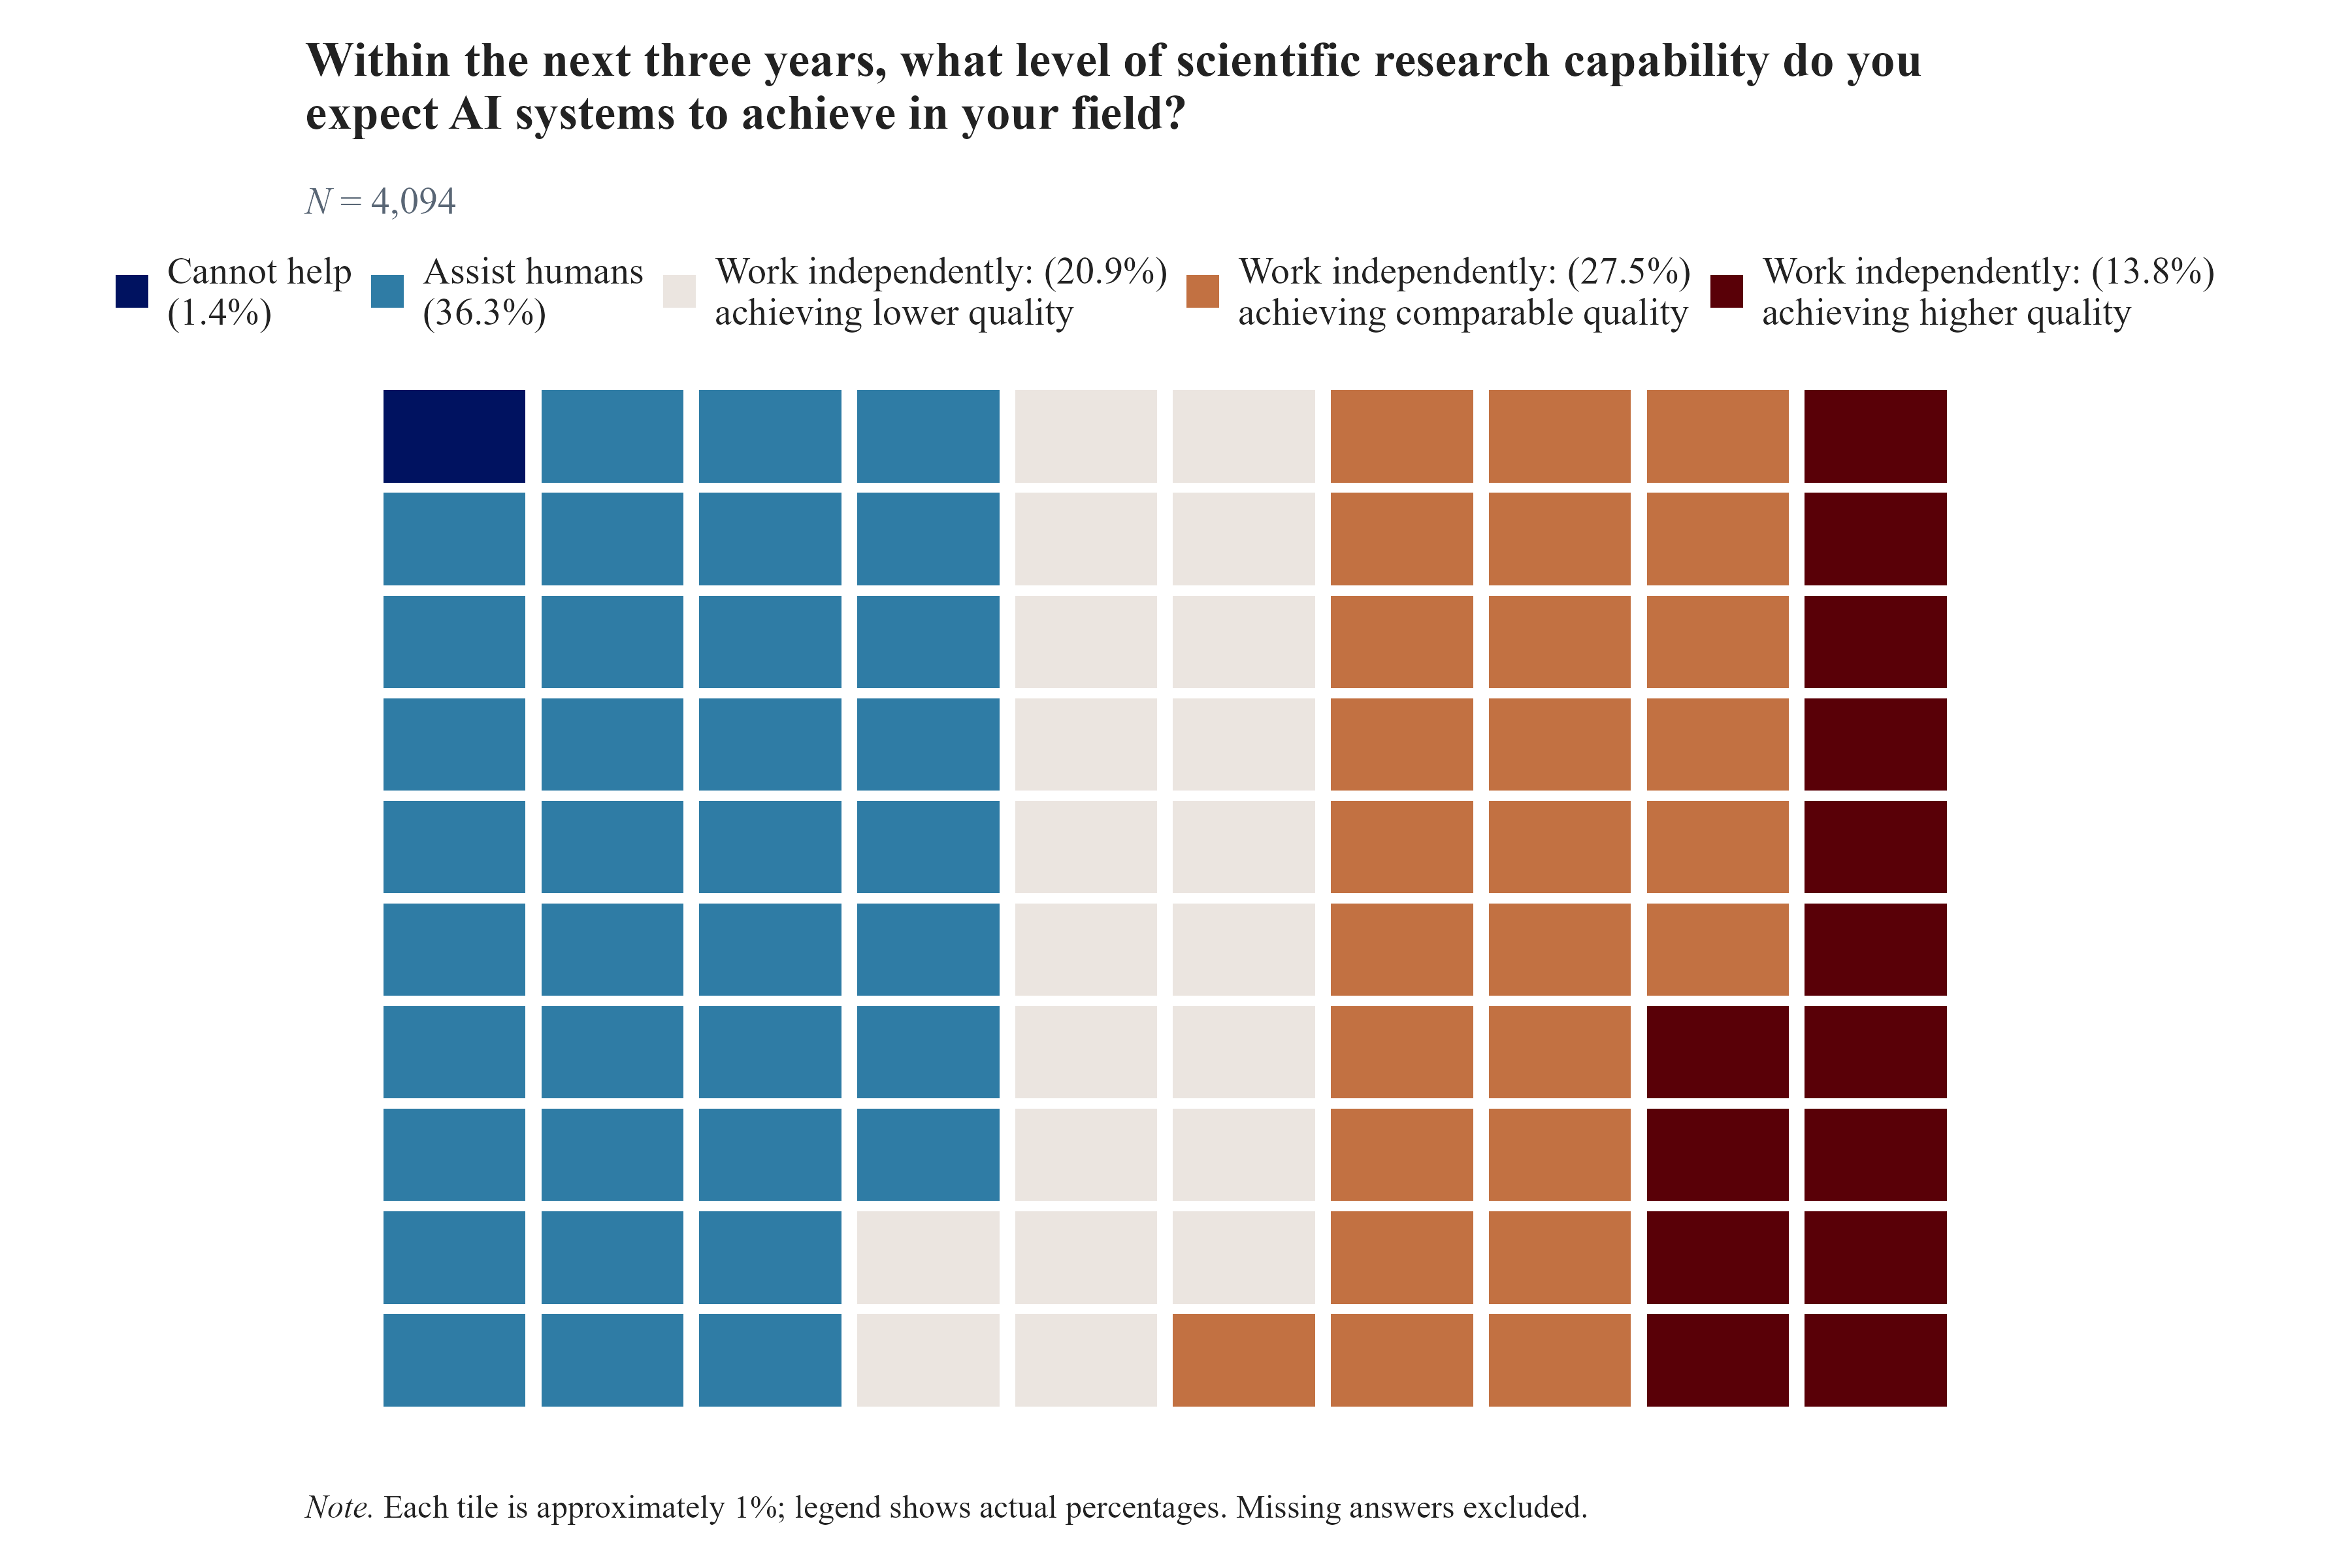 Within the next three years, what level of scientific research capability do you
expect AI systems to achieve in your field?
N = 4,094
Cannot help
(1.4%)
Assist humans
(36.3%)
Work independently: (20.9%)
achieving lower quality
Work independently: (27.5%)
achieving comparable quality
Work independently: (13.8%)
achieving higher quality
Note. Each tile is approximately 1%; legend shows actual percentages. Missing answers excluded.